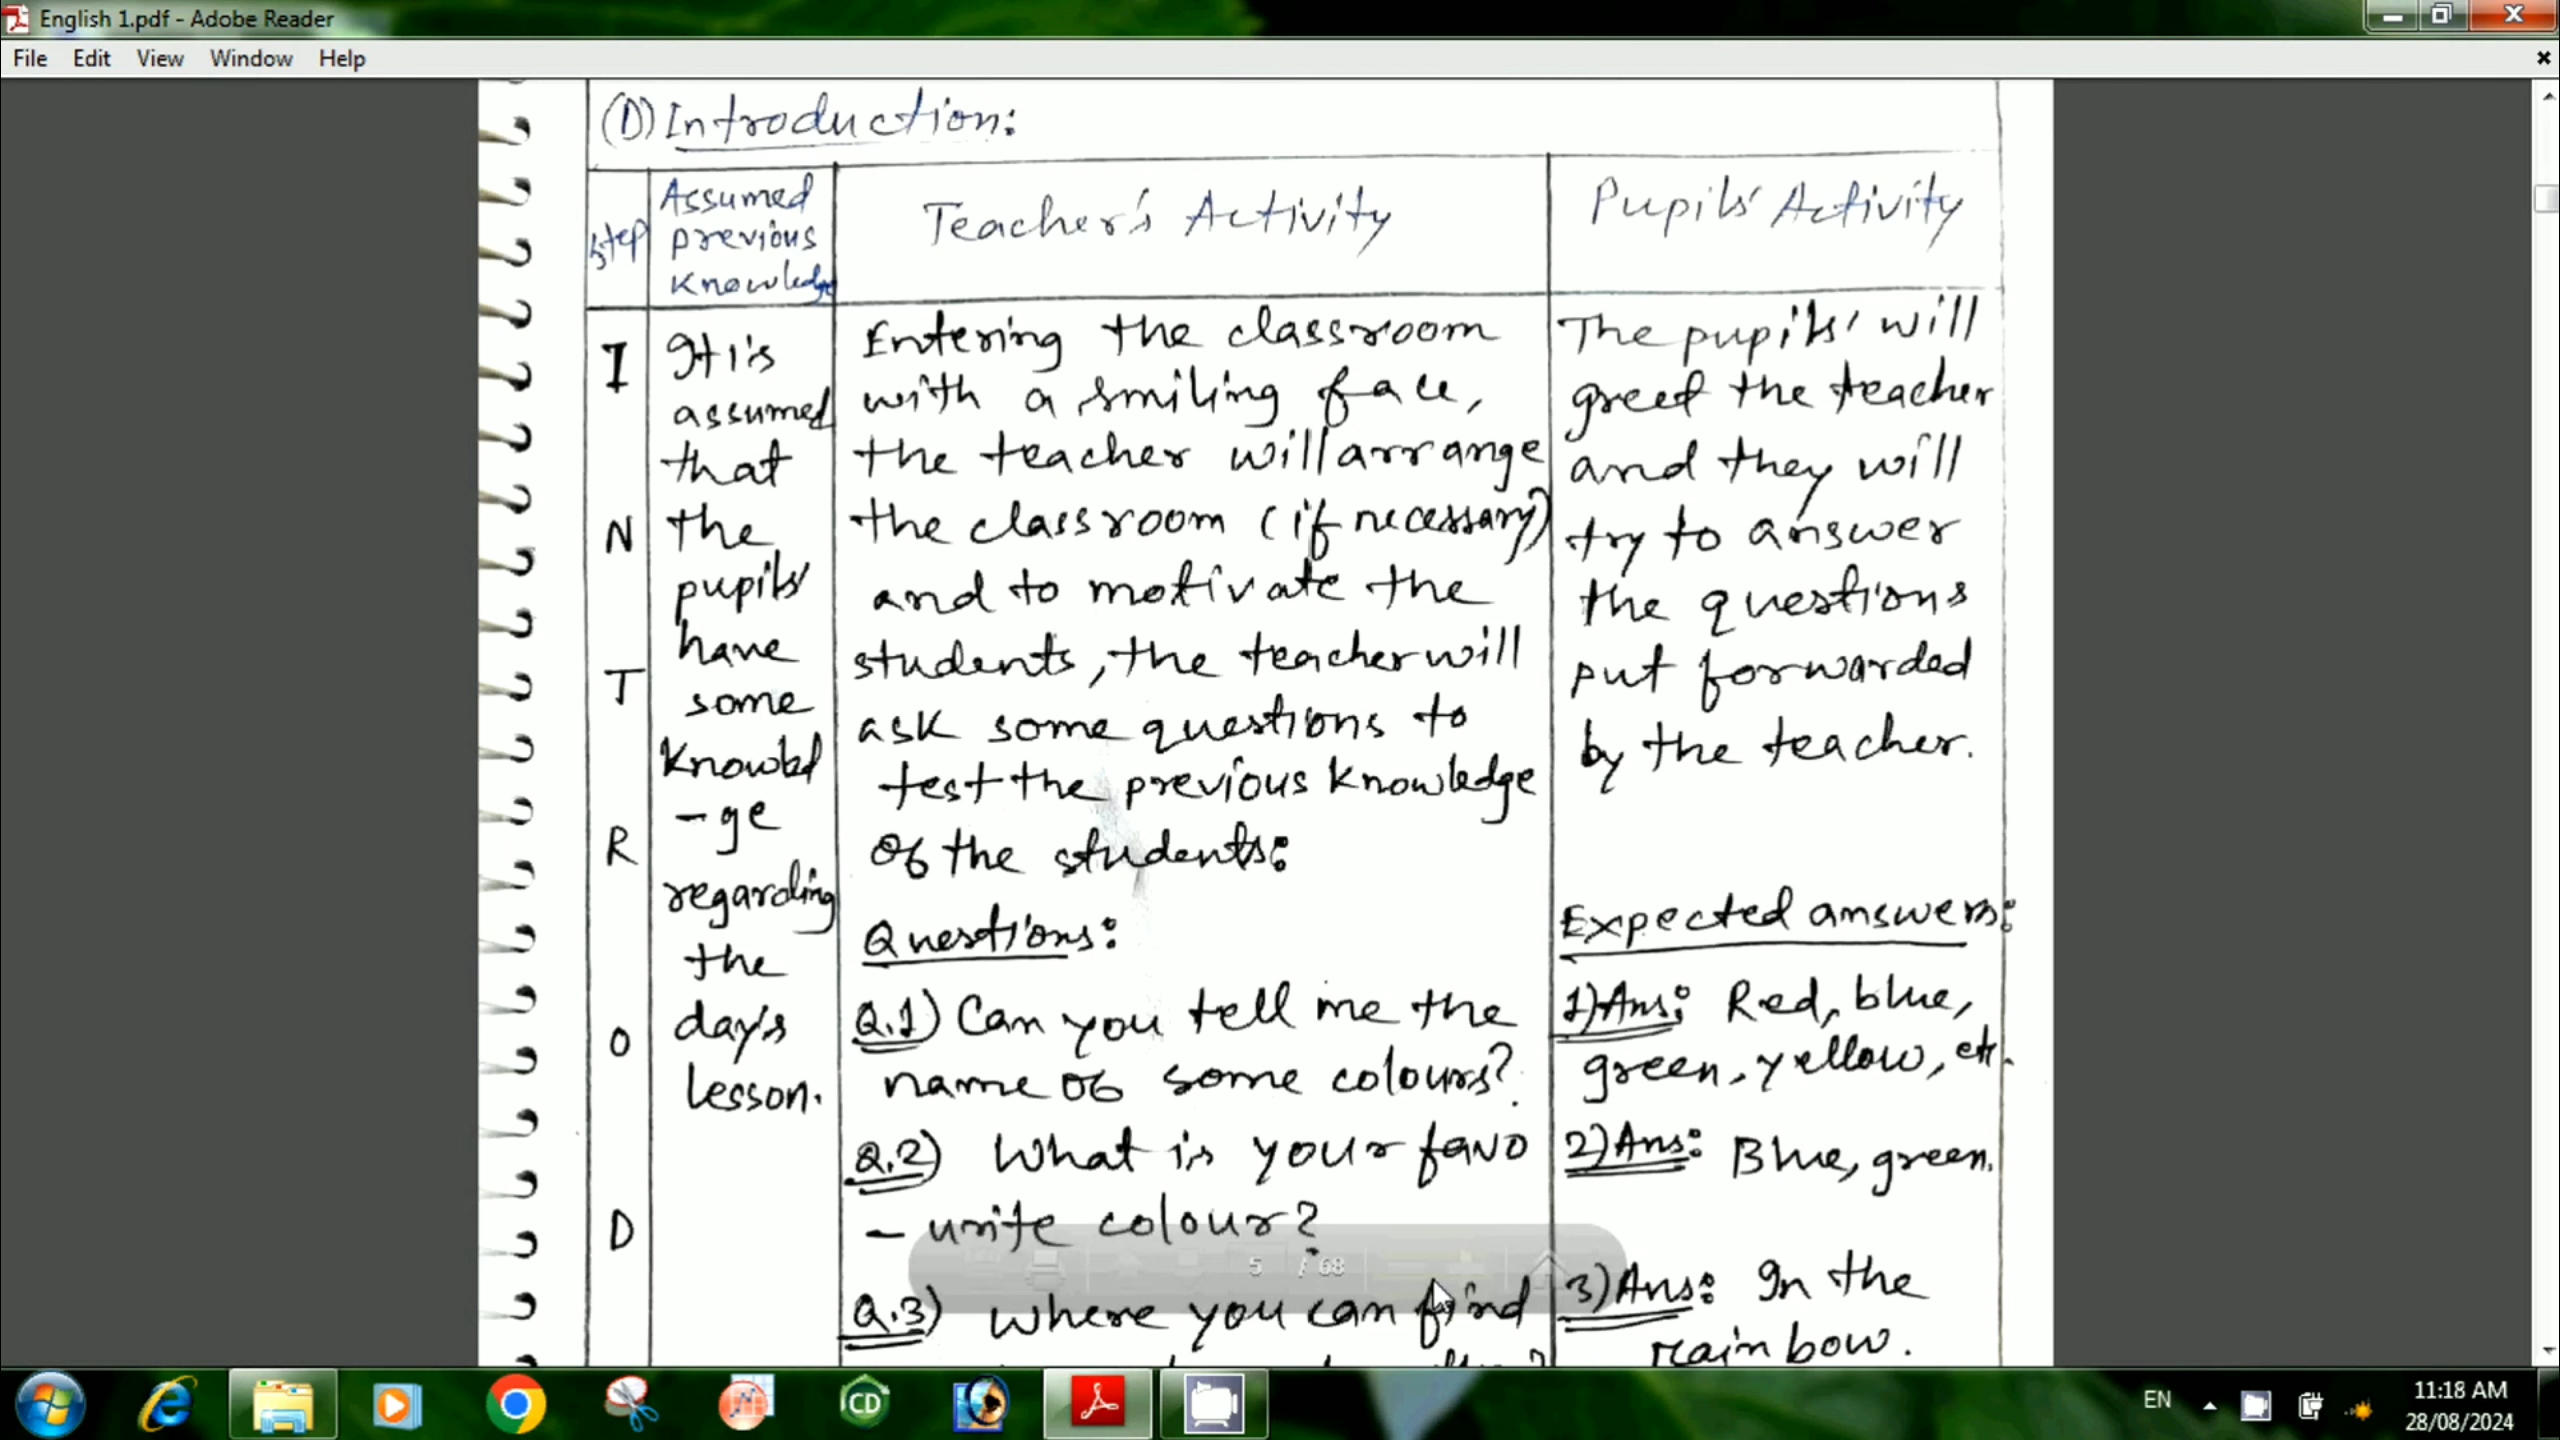 English 1.pdf - Adobe Reader
File Edit View Window Help
(D) Introduction:
Step
Assumed
previous
knowledge
Teacher's Activity
Pupils' Activity
I
N
T
R
O
D
It is
assumed
that
the
pupils'
have
some
knowled
-ge
regarding
the
day's
lesson.
Entering the classroom
with a smiling face,
the teacher will arrange
the classroom (if necessary)
and to motivate the
students, the teacher will
ask some questions to
test the previous knowledge
of the students:
Questions:
Q.1) Can you tell me the
name of some colours?
Q.2) What is your favo
- urite colour?
Q.3) Where you can find
The pupils' will
greet the teacher
and they will
try to answer
the questions
put forwarded
by the teacher.
Expected answers:
1) Ans: Red, blue,
green, yellow, etc.
2) Ans: Blue, green.
3) Ans: In the
rainbow.
5 / 68
CD
EN
11:18 AM
28/08/2024